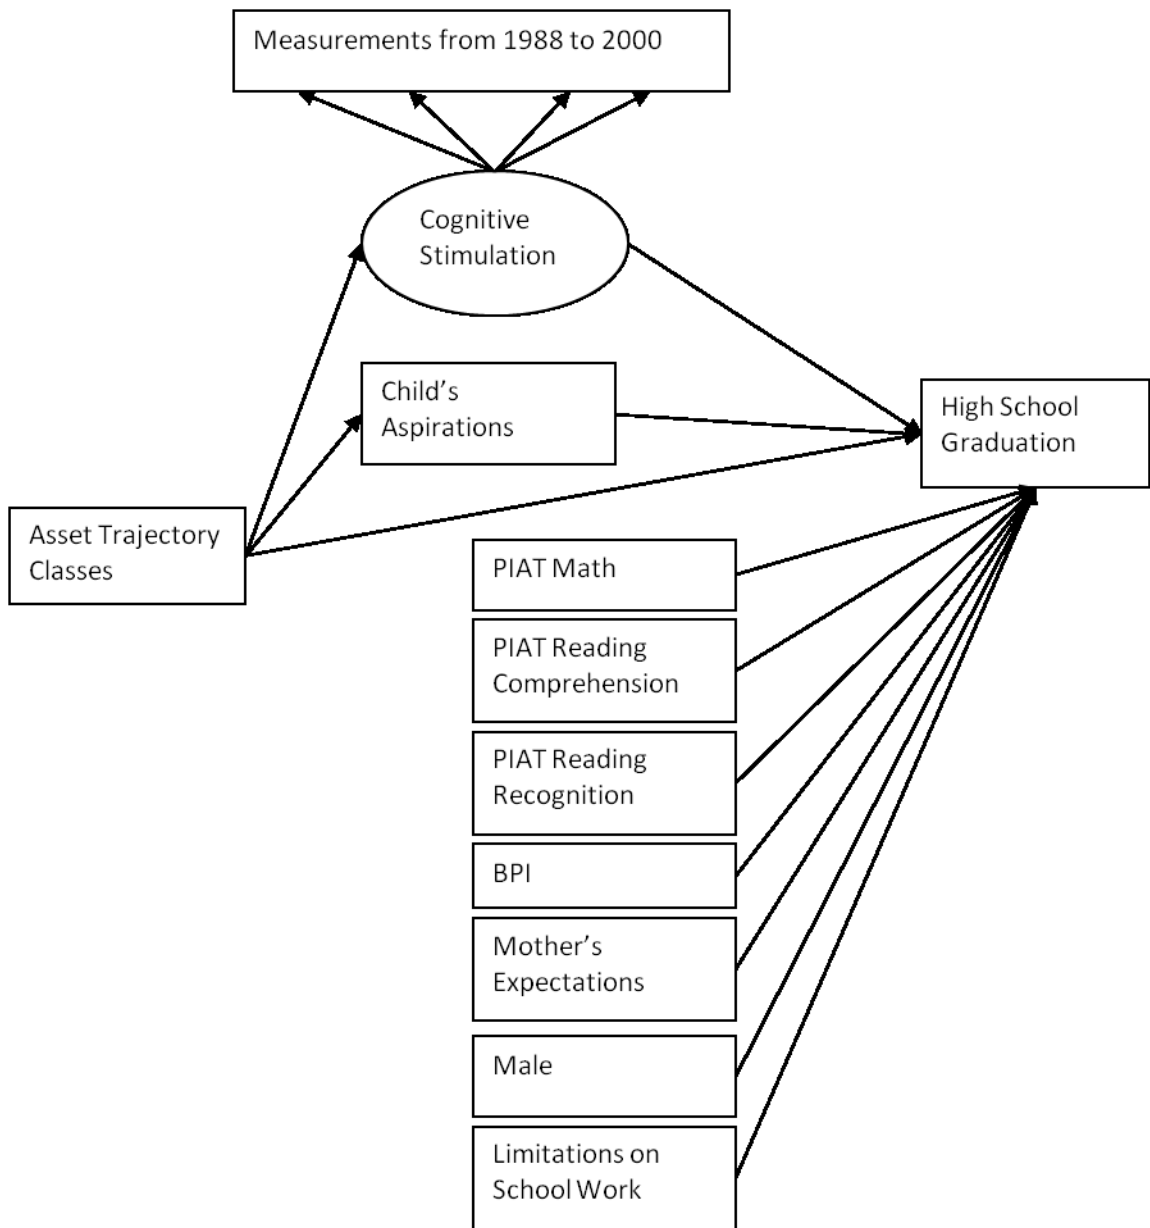 Measurements from 1988 to 2000
Cognitive
Stimulation
Child’s
Aspirations
High School
Graduation
Asset Trajectory
Classes
PIAT Math
PIAT Reading
Comprehension
PIAT Reading
Recognition
BPI
Mother’s
Expectations
Male
Limitations on
School Work